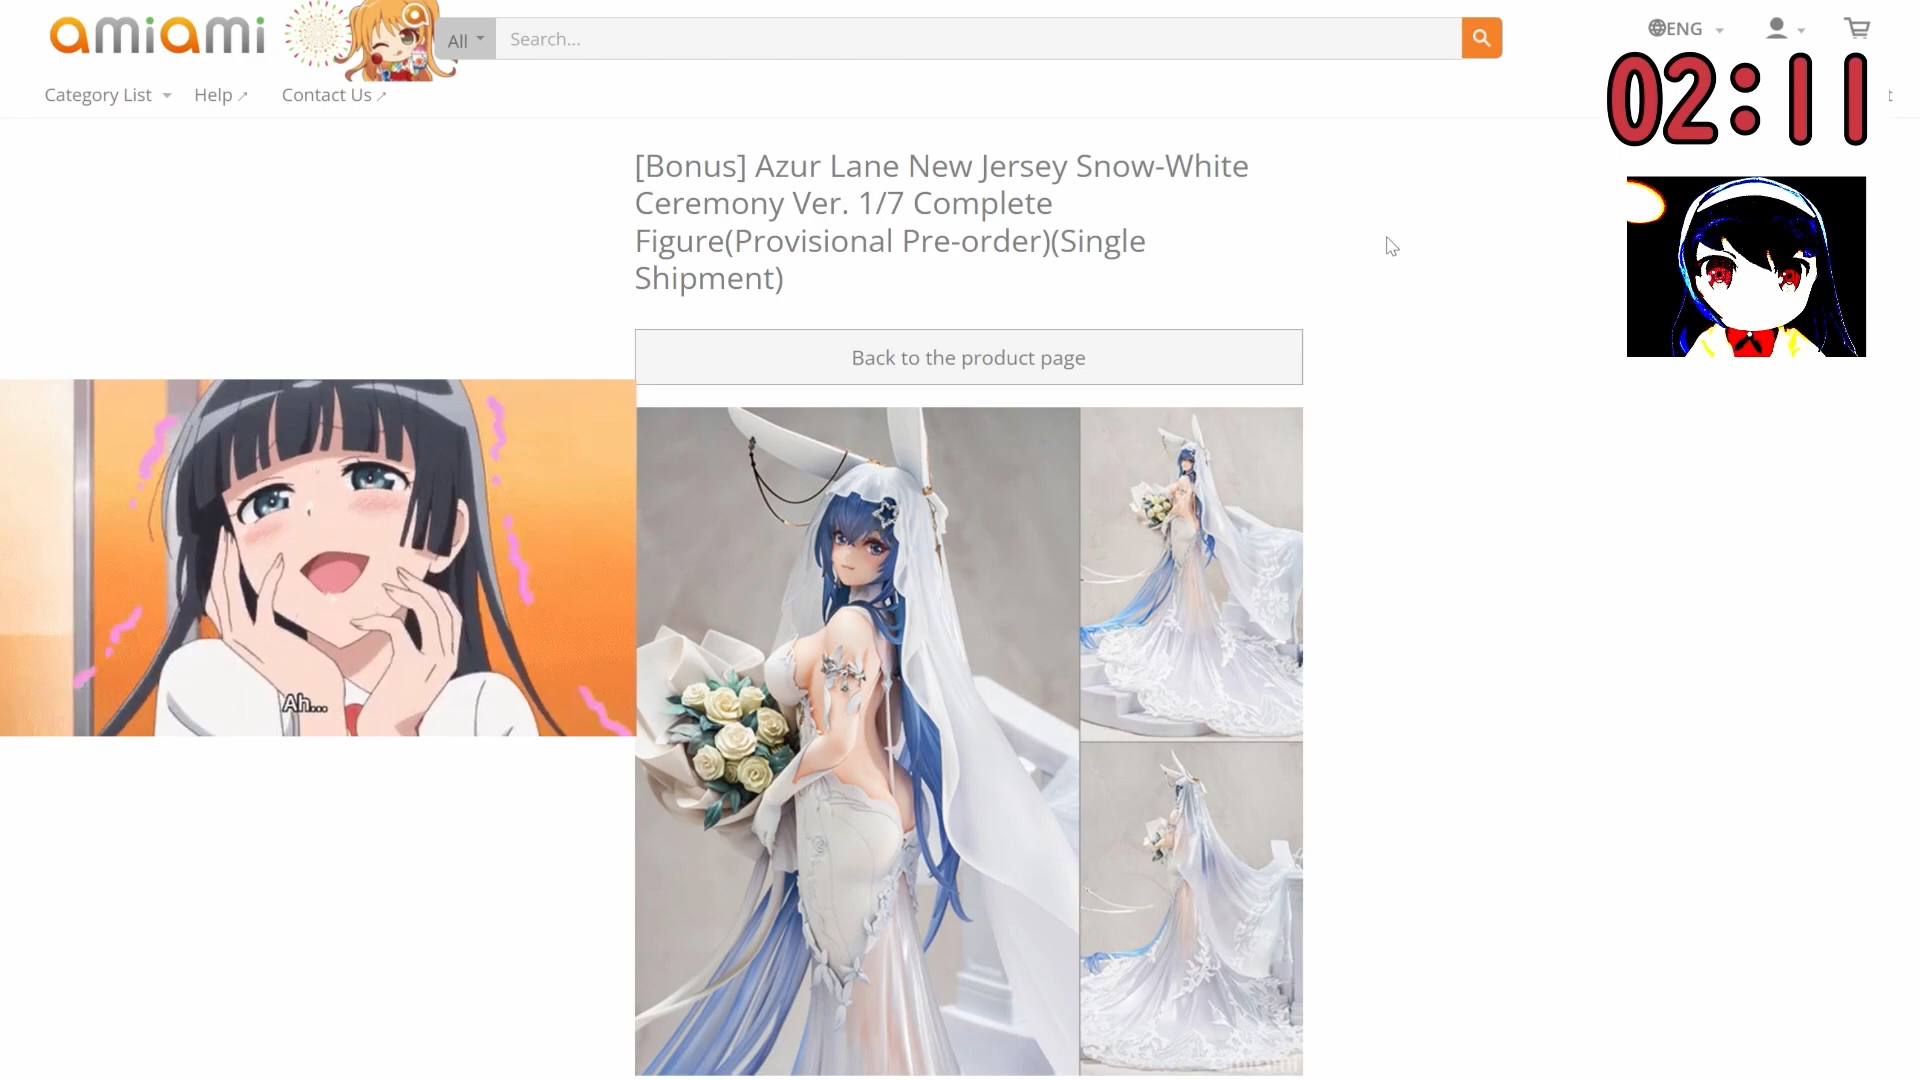 amiami
All
Search...
ENG
Category List
Help
Contact Us
02:11
[Bonus] Azur Lane New Jersey Snow-White
Ceremony Ver. 1/7 Complete
Figure(Provisional Pre-order)(Single
Shipment)
Back to the product page
Ah...